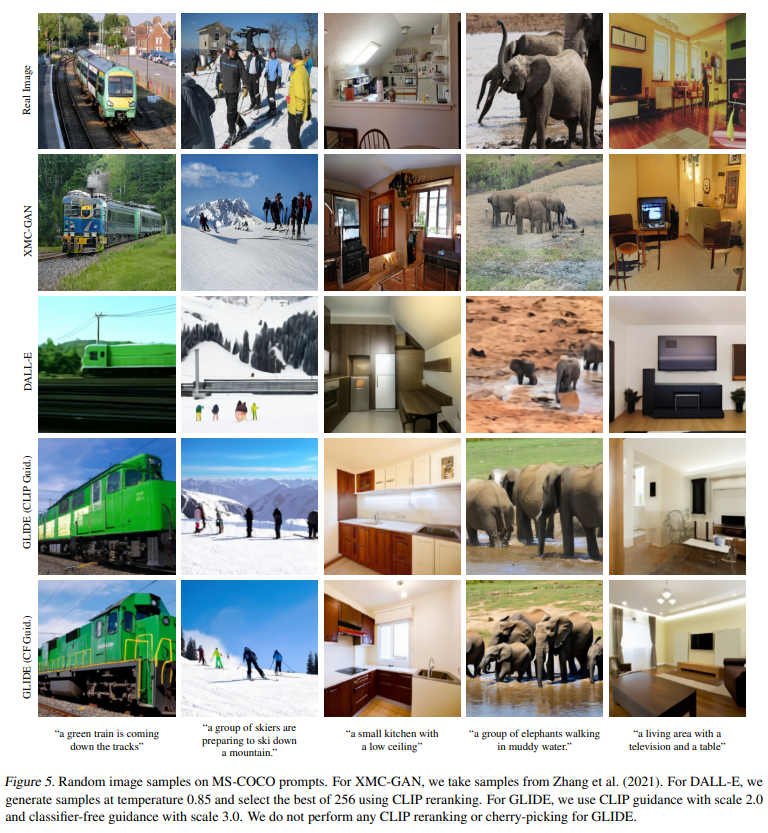 Real Image
XMC-GAN
DALL-E
GLIDE (CLIP Guid.)
GLIDE (CF Guid.)
“a green train is coming
down the tracks”
“a group of skiers are
preparing to ski down
a mountain.”
“a small kitchen with
a low ceiling”
“a group of elephants walking
in muddy water.”
“a living area with a
television and a table”
Figure 5. Random image samples on MS-COCO prompts. For XMC-GAN, we take samples from Zhang et al. (2021). For DALL-E, we
generate samples at temperature 0.85 and select the best of 256 using CLIP reranking. For GLIDE, we use CLIP guidance with scale 2.0
and classifier-free guidance with scale 3.0. We do not perform any CLIP reranking or cherry-picking for GLIDE.